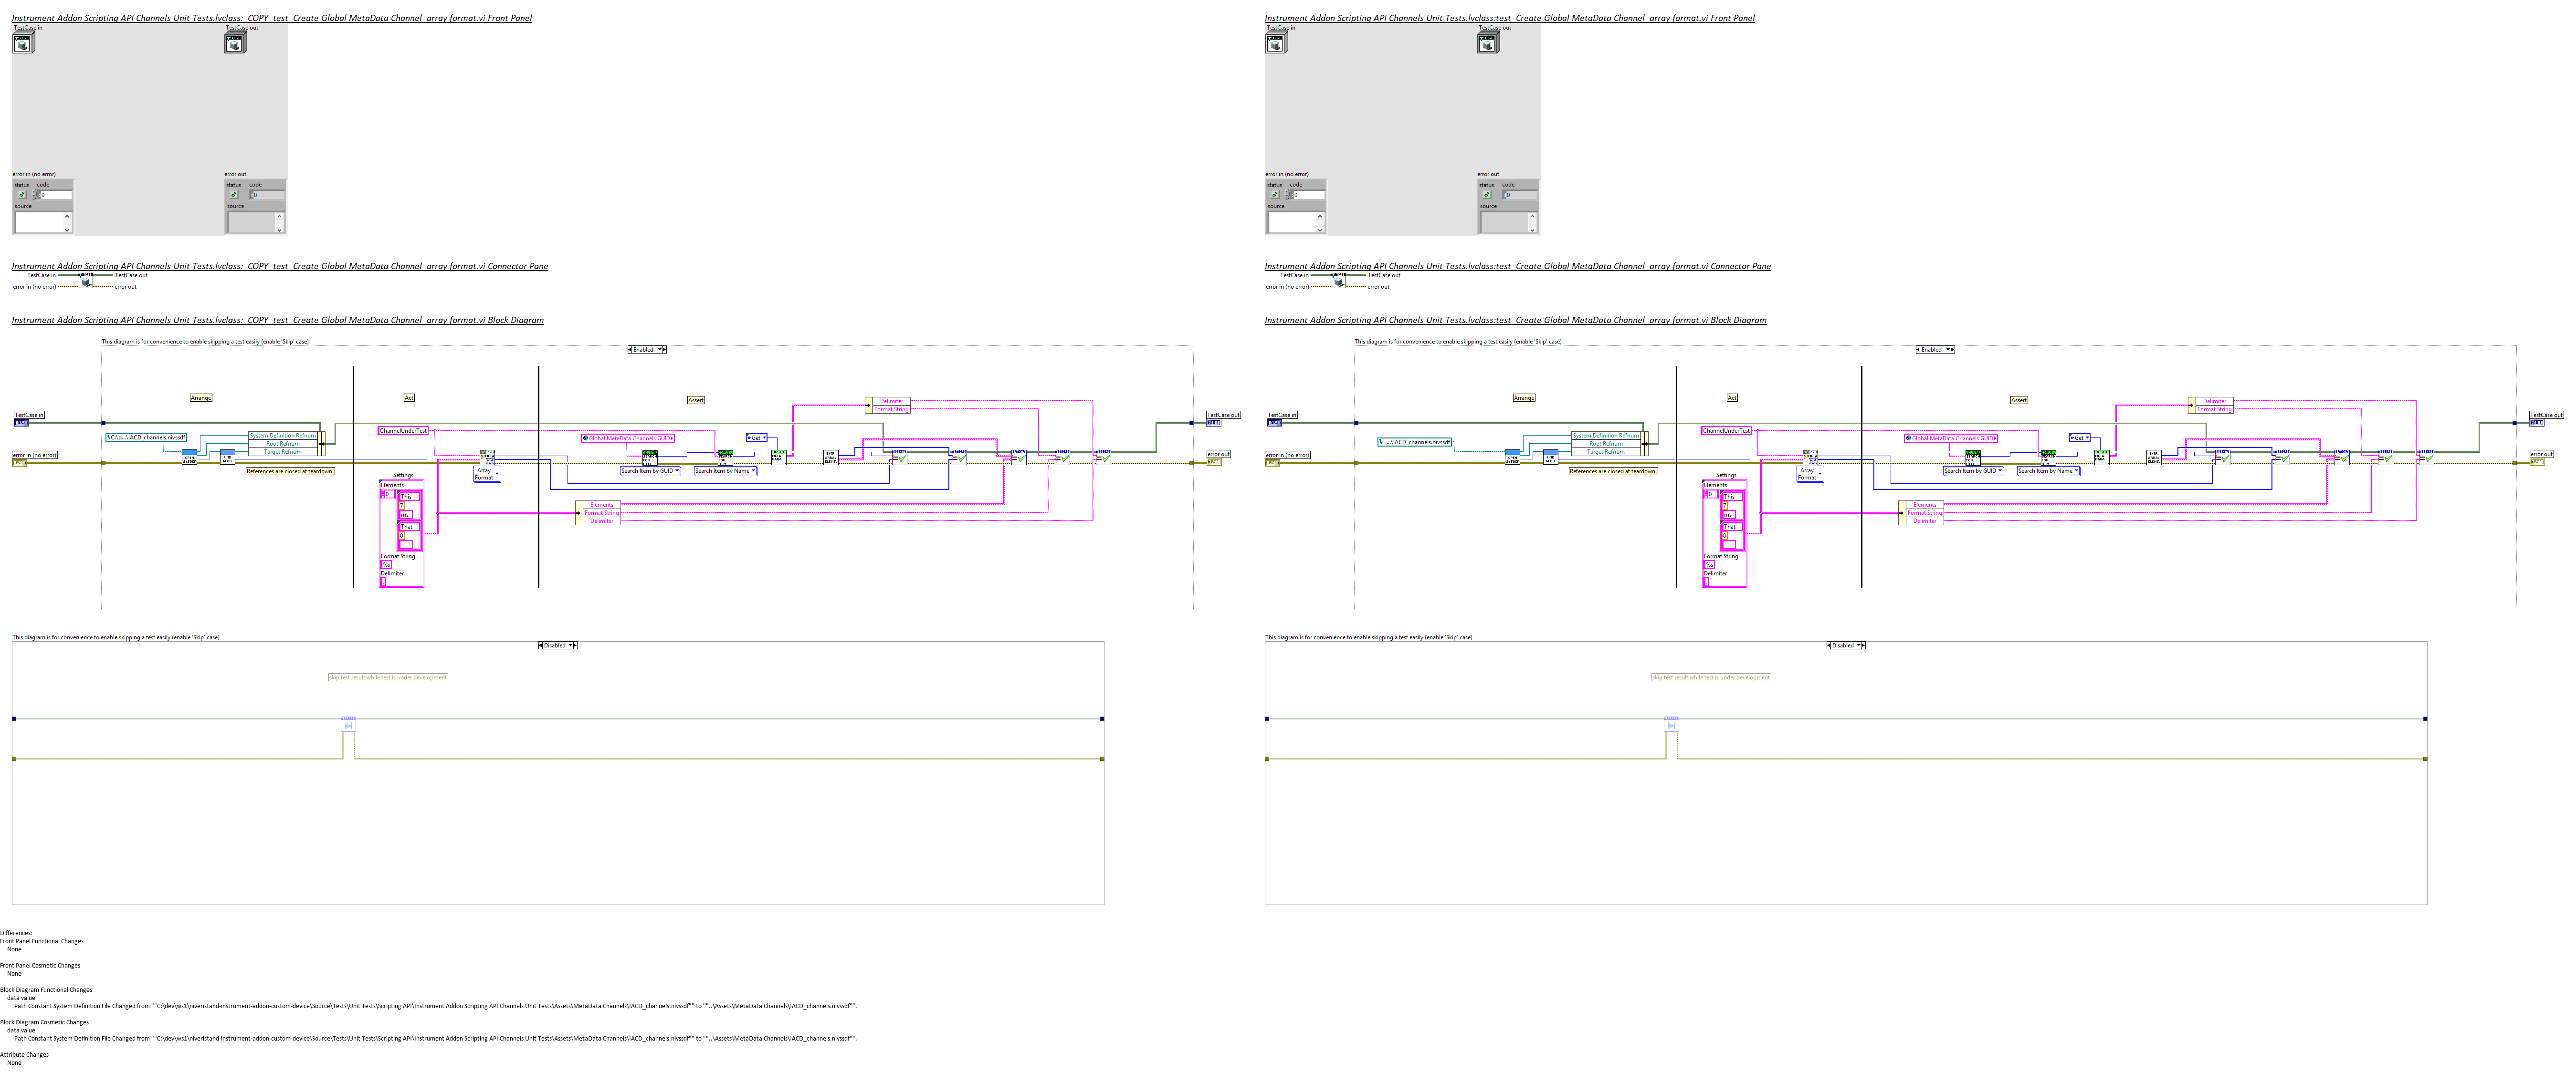 Instrument Addon Scripting API Channels Unit Tests.lvclass:_COPY_test_Create Global MetaData Channel_array format.vi Front Panel
TestCase in
TestCase out
error in (no error)
status
code
0
source
error out
status
code
0
source
Instrument Addon Scripting API Channels Unit Tests.lvclass:_COPY_test_Create Global MetaData Channel_array format.vi Connector Pane
TestCase in
TestCase out
error in (no error)
error out
Instrument Addon Scripting API Channels Unit Tests.lvclass:_COPY_test_Create Global MetaData Channel_array format.vi Block Diagram
This diagram is for convenience to enable skipping a test easily (enable 'Skip' case)
Enabled
Arrange
Act
Assert
Delimiter
Format String
TestCase in
TestCase out
C:\d...\IACD_channels.nivssdf
System Definition Refnum
Root Refnum
Target Refnum
ChannelUnderTest
Global MetaData Channels GUID
Get
error in (no error)
error out
References are closed at teardown.
Array Format
Search Item by GUID
Search Item by Name
Settings
Elements
0
This
7
ms
That
0
Format String
%s
Delimiter
Elements
Format String
Delimiter
This diagram is for convenience to enable skipping a test easily (enable 'Skip' case)
Disabled
skip test result while test is under development
Instrument Addon Scripting API Channels Unit Tests.lvclass:test_Create Global MetaData Channel_array format.vi Front Panel
TestCase in
TestCase out
error in (no error)
status
code
0
source
error out
status
code
0
source
Instrument Addon Scripting API Channels Unit Tests.lvclass:test_Create Global MetaData Channel_array format.vi Connector Pane
TestCase in
TestCase out
error in (no error)
error out
Instrument Addon Scripting API Channels Unit Tests.lvclass:test_Create Global MetaData Channel_array format.vi Block Diagram
This diagram is for convenience to enable skipping a test easily (enable 'Skip' case)
Enabled
Arrange
Act
Assert
Delimiter
Format String
TestCase in
TestCase out
...\IACD_channels.nivssdf
System Definition Refnum
Root Refnum
Target Refnum
ChannelUnderTest
Global MetaData Channels GUID
Get
error in (no error)
error out
References are closed at teardown.
Array Format
Search Item by GUID
Search Item by Name
Settings
Elements
0
This
7
ms
That
0
Format String
%s
Delimiter
Elements
Format String
Delimiter
This diagram is for convenience to enable skipping a test easily (enable 'Skip' case)
Disabled
skip test result while test is under development
Differences:
Front Panel Functional Changes
None
Front Panel Cosmetic Changes
None
Block Diagram Functional Changes
data value
Path Constant System Definition File Changed from ""C:\dev\ws1\niveristand-instrument-addon-custom-device\Source\Tests\Unit Tests\Scripting API\Instrument Addon Scripting API Channels Unit Tests\Assets\MetaData Channels\IACD_channels.nivssdf"" to ""..\Assets\MetaData Channels\IACD_channels.nivssdf"".
Block Diagram Cosmetic Changes
data value
Path Constant System Definition File Changed from ""C:\dev\ws1\niveristand-instrument-addon-custom-device\Source\Tests\Unit Tests\Scripting API\Instrument Addon Scripting API Channels Unit Tests\Assets\MetaData Channels\IACD_channels.nivssdf"" to ""..\Assets\MetaData Channels\IACD_channels.nivssdf"".
Attribute Changes
None